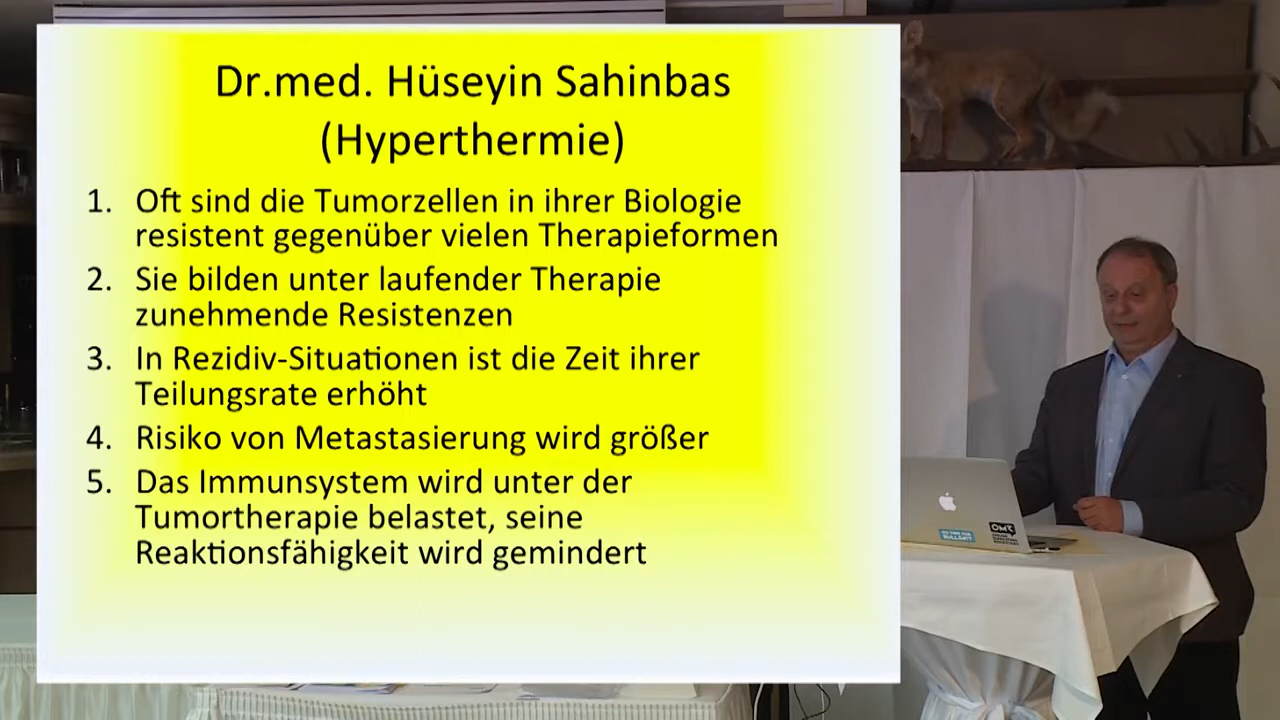 Dr.med. Hüseyin Sahinbas
(Hyperthermie)
1. Oft sind die Tumorzellen in ihrer Biologie
resistent gegenüber vielen Therapieformen
2. Sie bilden unter laufender Therapie
zunehmende Resistenzen
3. In Rezidiv-Situationen ist die Zeit ihrer
Teilungsrate erhöht
4. Risiko von Metastasierung wird größer
5. Das Immunsystem wird unter der
Tumortherapie belastet, seine
Reaktionsfähigkeit wird gemindert
OMR